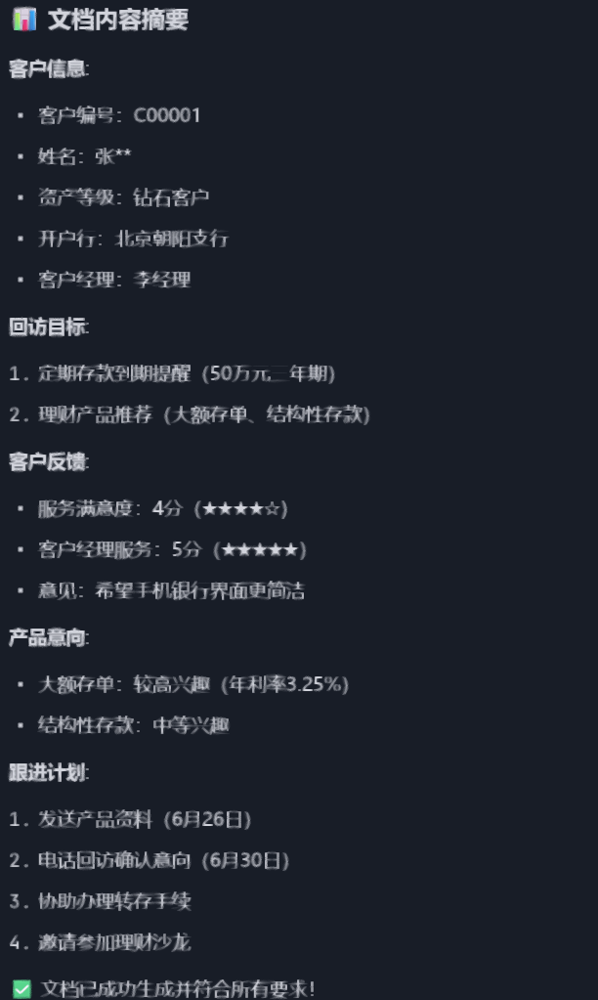 📊 文档内容摘要
客户信息:
▪ 客户编号：C00001
▪ 姓名：张**
▪ 资产等级：钻石客户
▪ 开户行：北京朝阳支行
▪ 客户经理：李经理
回访目标:
1. 定期存款到期提醒（50万元三年期）
2. 理财产品推荐（大额存单、结构性存款）
客户反馈:
▪ 服务满意度：4分（★★★★☆）
▪ 客户经理服务：5分（★★★★★）
▪ 意见：希望手机银行界面更简洁
产品意向:
▪ 大额存单：较高兴趣（年利率3.25%）
▪ 结构性存款：中等兴趣
跟进计划:
1. 发送产品资料（6月26日）
2. 电话回访确认意向（6月30日）
3. 协助办理转存手续
4. 邀请参加理财沙龙
✅ 文档已成功生成并符合所有要求！